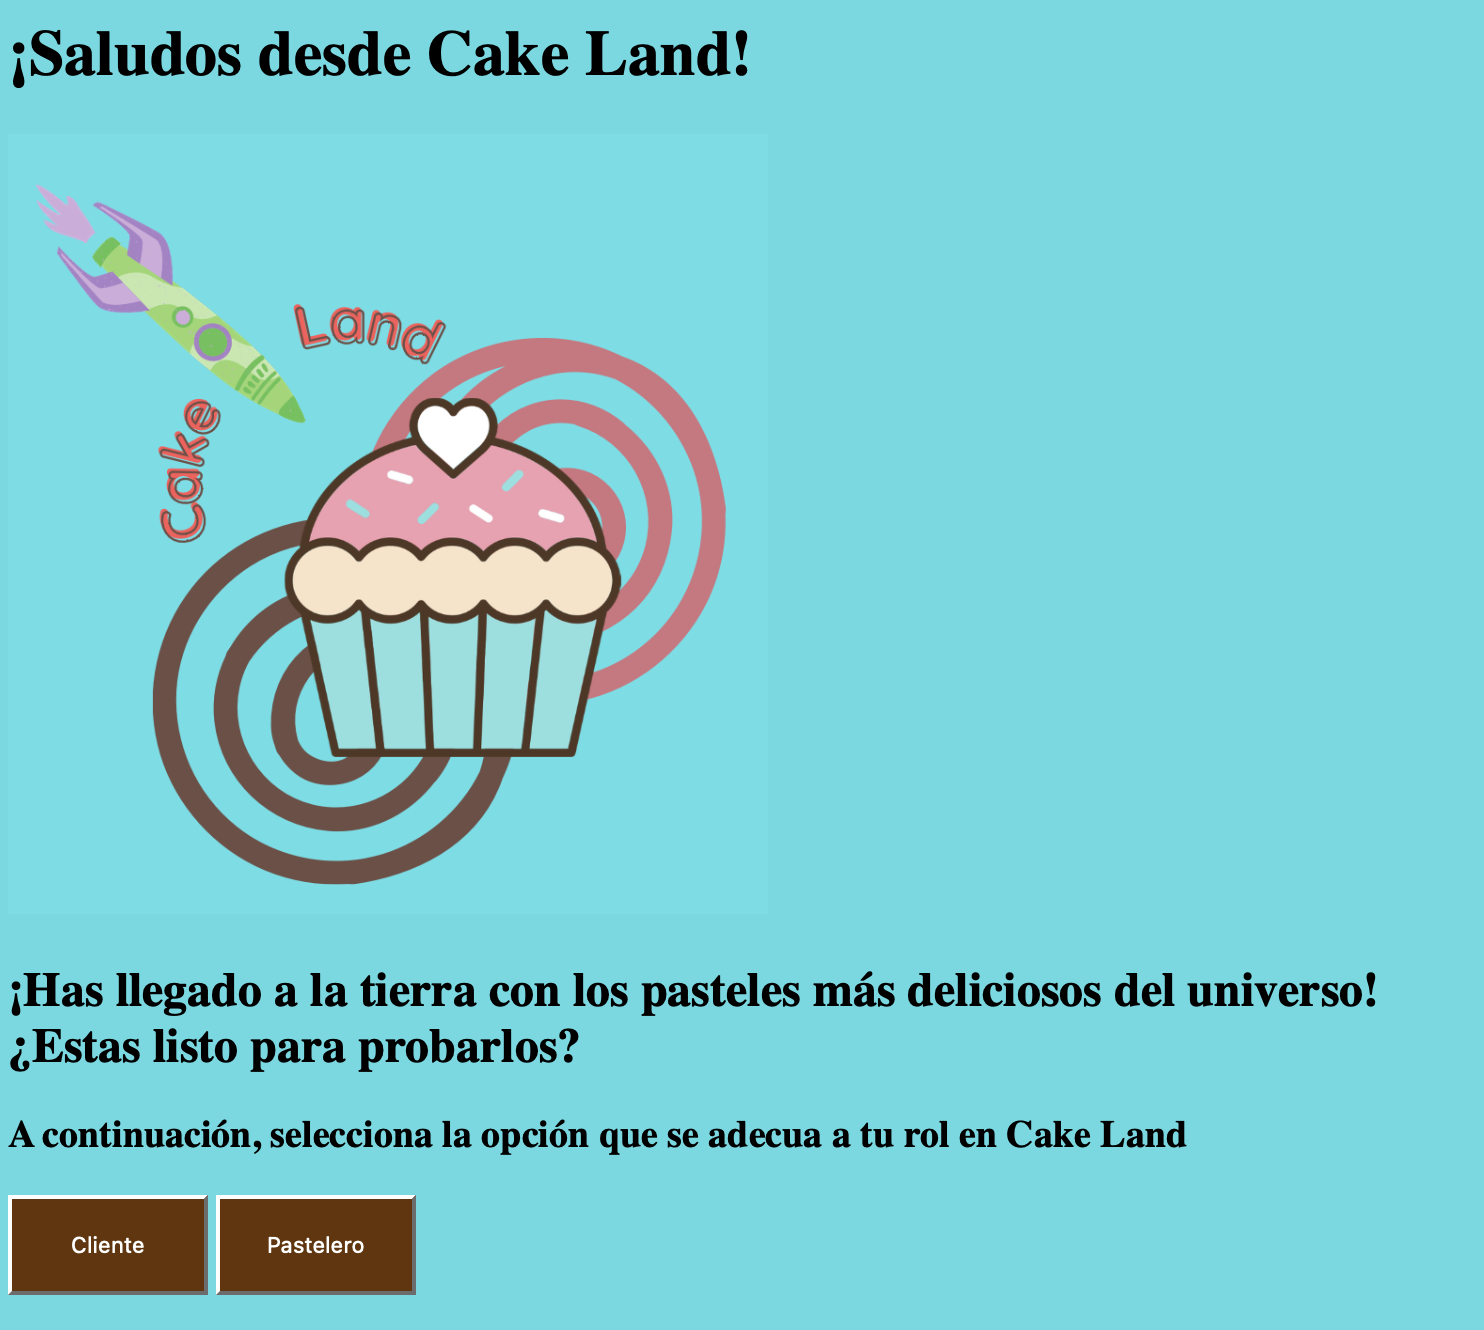 ¡Saludos desde Cake Land!
Cake
Land
¡Has llegado a la tierra con los pasteles más deliciosos del universo!
¿Estas listo para probarlos?
A continuación, selecciona la opción que se adecua a tu rol en Cake Land
Cliente
Pastelero